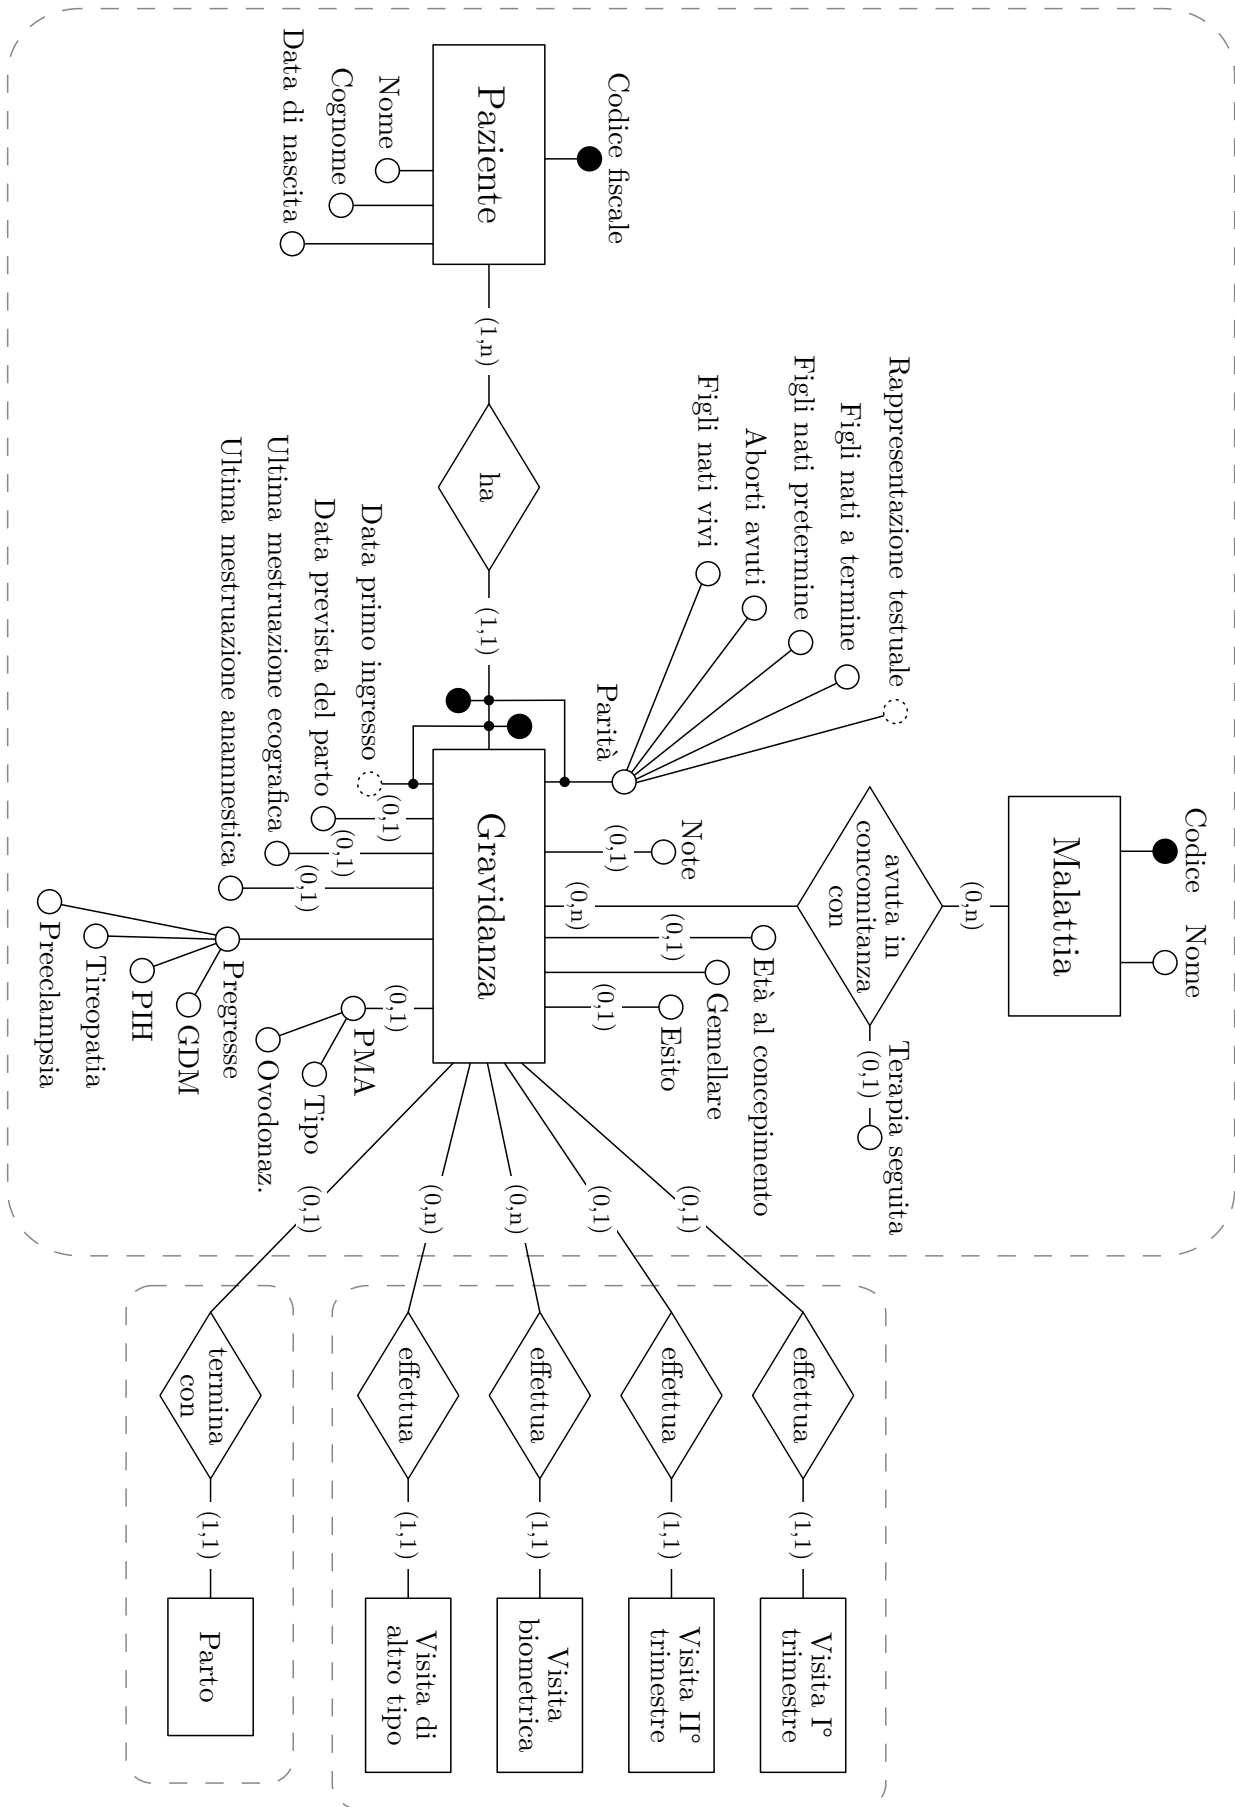 Codice
Nome
Malattia
(0,n)
avuta in
concomitanza
con
Terapia seguita
(0,1)
(0,n)
Rappresentazione testuale
Figli nati a termine
Figli nati pretermine
Aborti avuti
Figli nati vivi
Parità
Note
(0,1)
Età al concepimento
(0,1)
Gemellare
Esito
(0,1)
Codice fiscale
Paziente
Nome
Cognome
Data di nascita
(1,n)
ha
(1,1)
Gravidanza
Data primo ingresso
Data prevista del parto
(0,1)
Ultima mestruazione ecografica
(0,1)
Ultima mestruazione anamnestica
(0,1)
PMA
(0,1)
Tipo
Ovodonaz.
Pregresse
GDM
PIH
Tireopatia
Preeclampsia
(0,1)
effettua
(1,1)
Visita I°
trimestre
(0,1)
effettua
(1,1)
Visita II°
trimestre
(0,n)
effettua
(1,1)
Visita
biometrica
(0,n)
effettua
(1,1)
Visita di
altro tipo
(0,1)
termina
con
(1,1)
Parto